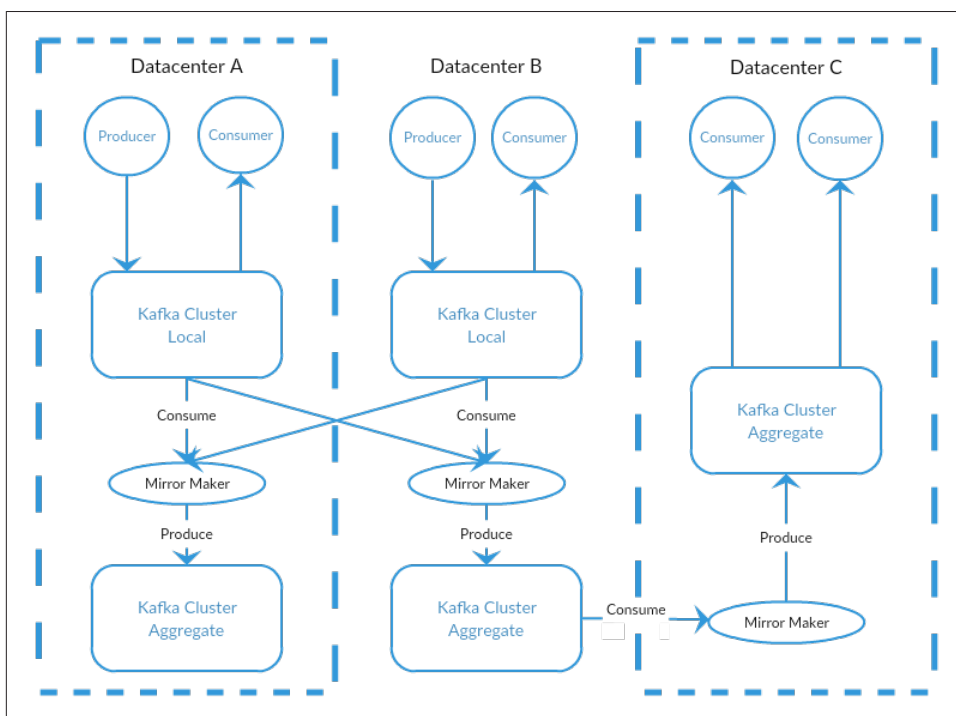 Datacenter A
Datacenter B
Datacenter C
Producer
Consumer
Producer
Consumer
Consumer
Consumer
Kafka Cluster
Local
Kafka Cluster
Local
Kafka Cluster
Aggregate
Consume
Consume
Mirror Maker
Mirror Maker
Produce
Produce
Produce
Kafka Cluster
Aggregate
Kafka Cluster
Aggregate
Consume
Mirror Maker